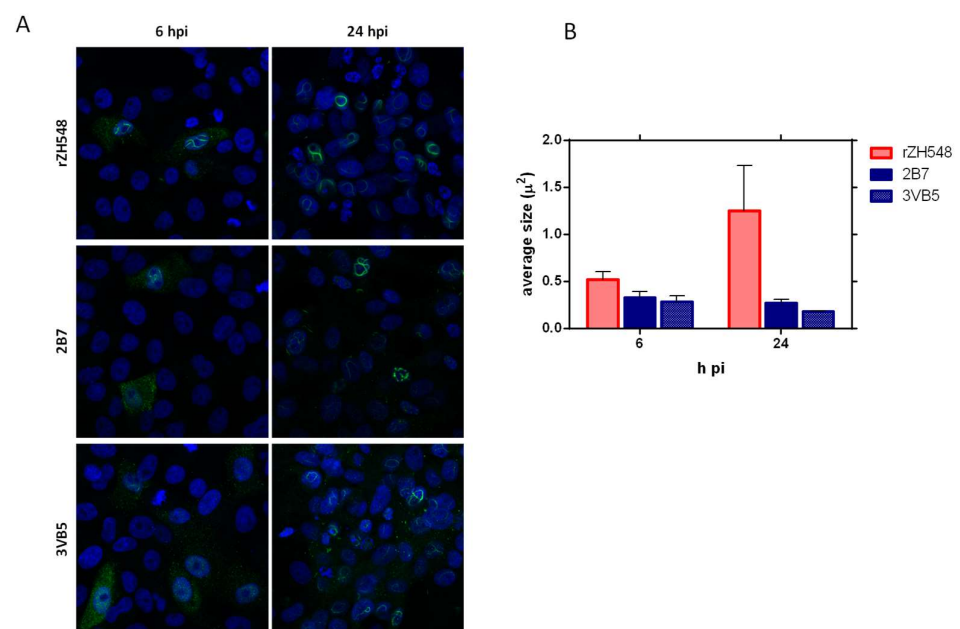 A
6 hpi
24 hpi
rZH548
2B7
3VB5
B
average size (μ²)
2.0
1.5
1.0
0.5
0.0
6
24
h pi
rZH548
2B7
3VB5